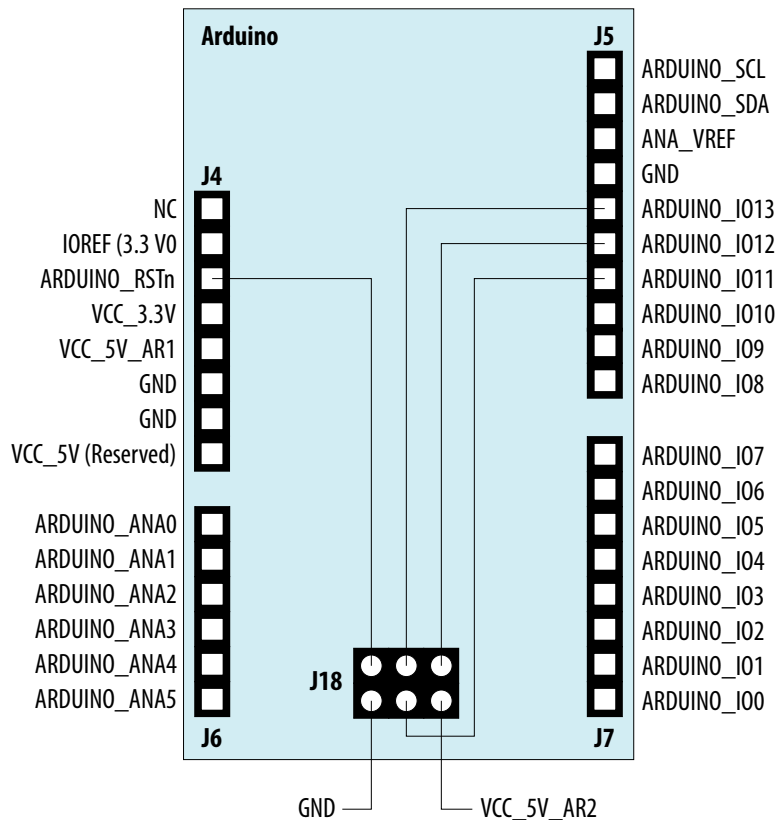 Arduino
J5
ARDUINO_SCL
ARDUINO_SDA
ANA_VREF
GND
ARDUINO_IO13
ARDUINO_IO12
ARDUINO_IO11
ARDUINO_IO10
ARDUINO_IO9
ARDUINO_IO8
J4
NC
IOREF (3.3 V0
ARDUINO_RSTn
VCC_3.3V
VCC_5V_AR1
GND
GND
VCC_5V (Reserved)
ARDUINO_ANA0
ARDUINO_ANA1
ARDUINO_ANA2
ARDUINO_ANA3
ARDUINO_ANA4
ARDUINO_ANA5
J6
ARDUINO_IO7
ARDUINO_IO6
ARDUINO_IO5
ARDUINO_IO4
ARDUINO_IO3
ARDUINO_IO2
ARDUINO_IO1
ARDUINO_IO0
J7
J18
GND
VCC_5V_AR2